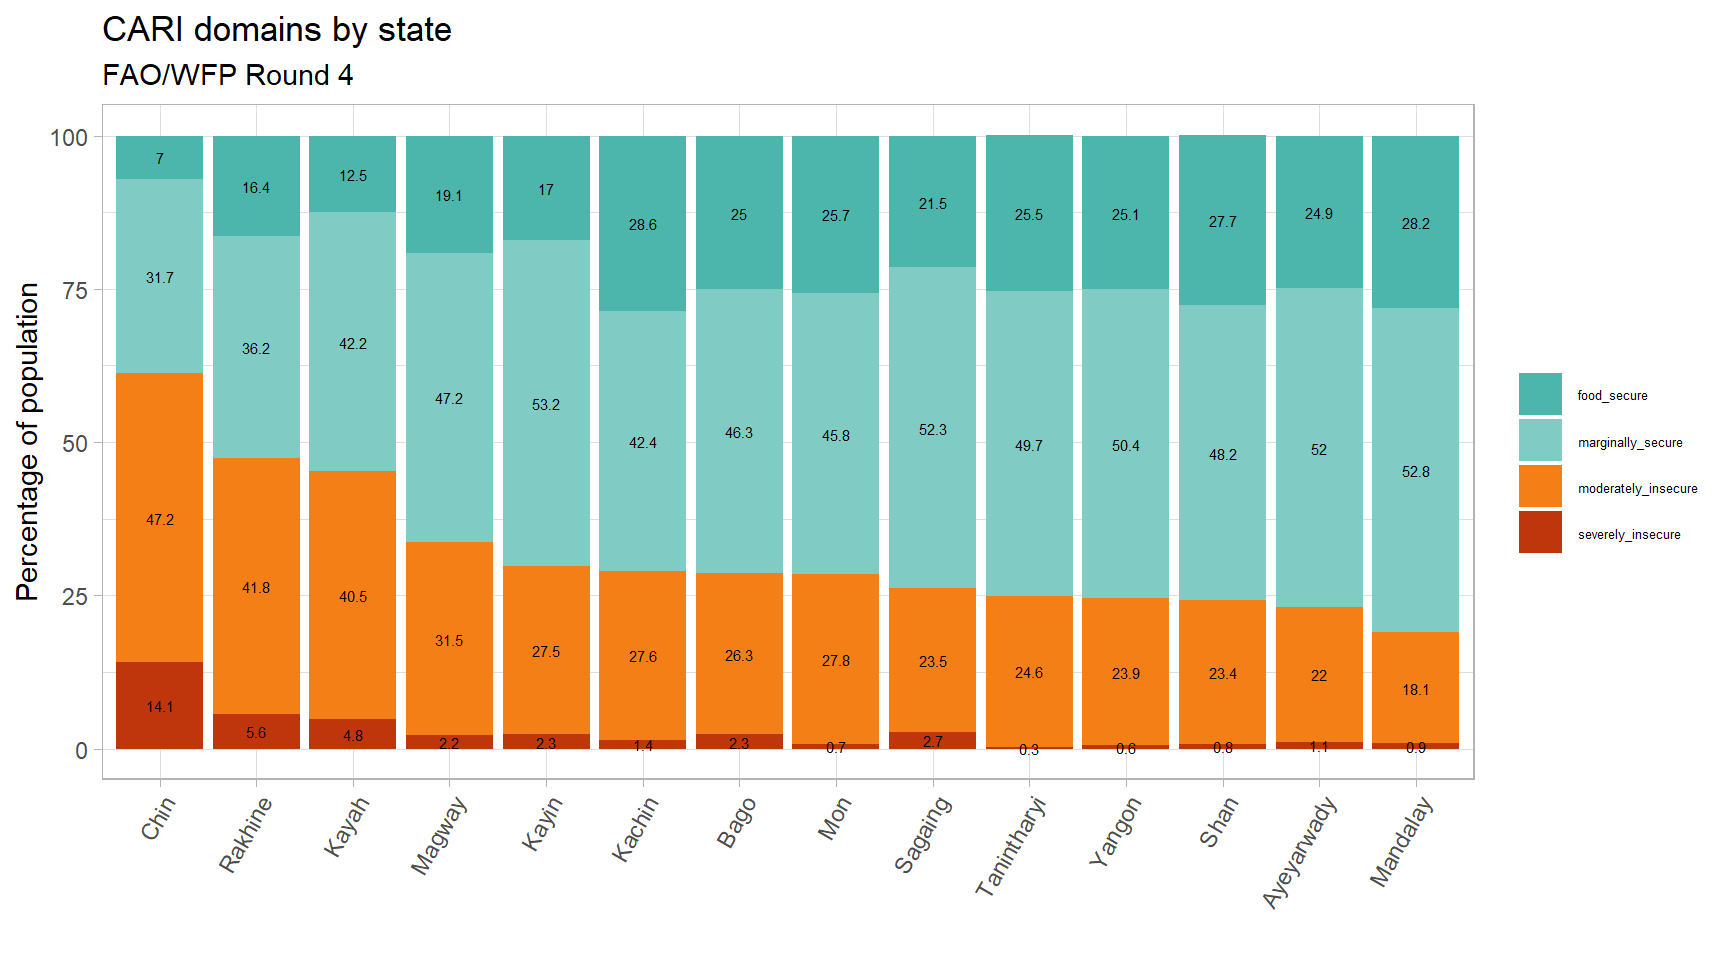 CARI domains by state
FAO/WFP Round 4
Percentage of population
100
75
50
25
0
7 16.4 12.5 19.1 17 28.6 25 25.7 21.5 25.5 25.1 27.7 24.9 28.2
31.7 36.2 42.2 47.2 53.2 42.4 46.3 45.8 52.3 49.7 50.4 48.2 52 52.8
47.2 41.8 40.5 31.5 27.5 27.6 26.3 27.8 23.5 24.6 23.9 23.4 22 18.1
14.1 5.6 4.8 2.2 2.3 1.4 2.3 0.7 2.7 0.3 0.6 0.8 1.1 0.9
Chin Rakhine Kayah Magway Kayin Kachin Bago Mon Sagaing Tanintharyi Yangon Shan Ayeyarwady Mandalay
food_secure
marginally_secure
moderately_insecure
severely_insecure